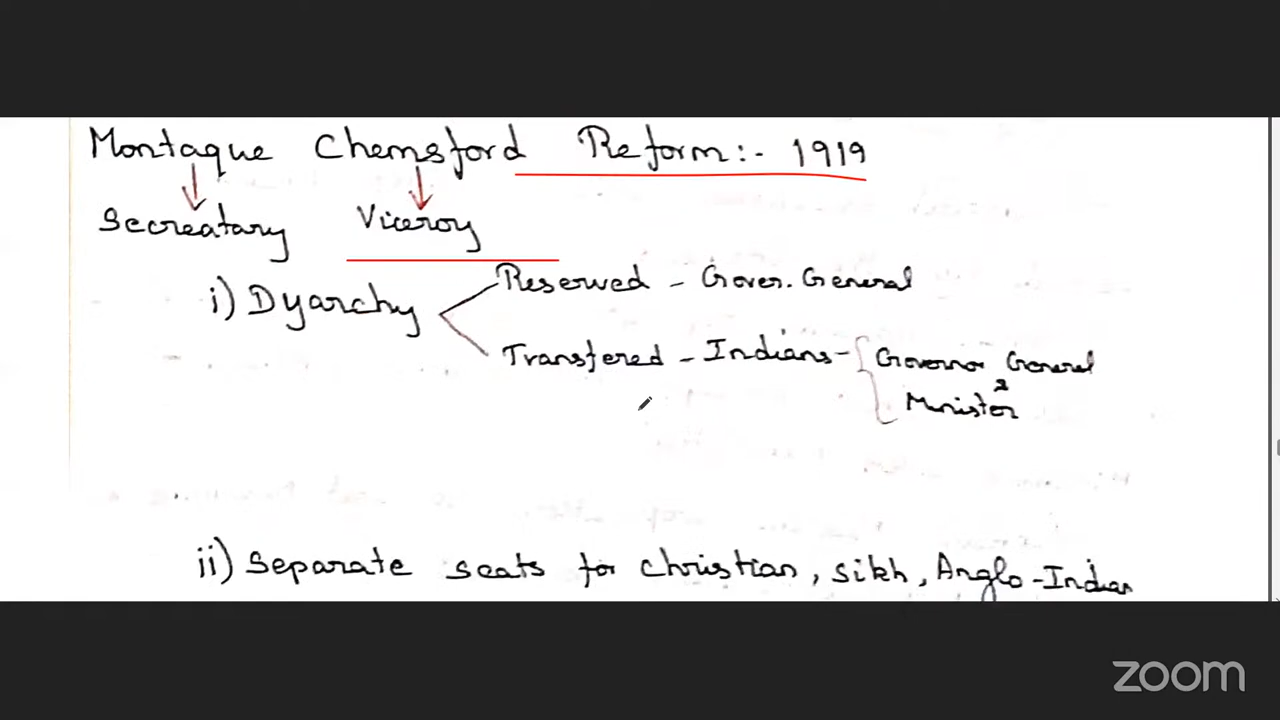 Montaque Chemsford Reform:- 1919
Secreatary Viceroy
i) Dyarchy
Reserved - Gover. General
Transfered - Indians - Governor General
&
Minister
ii) Separate seats for Christian, Sikh, Anglo-Indian
zoom